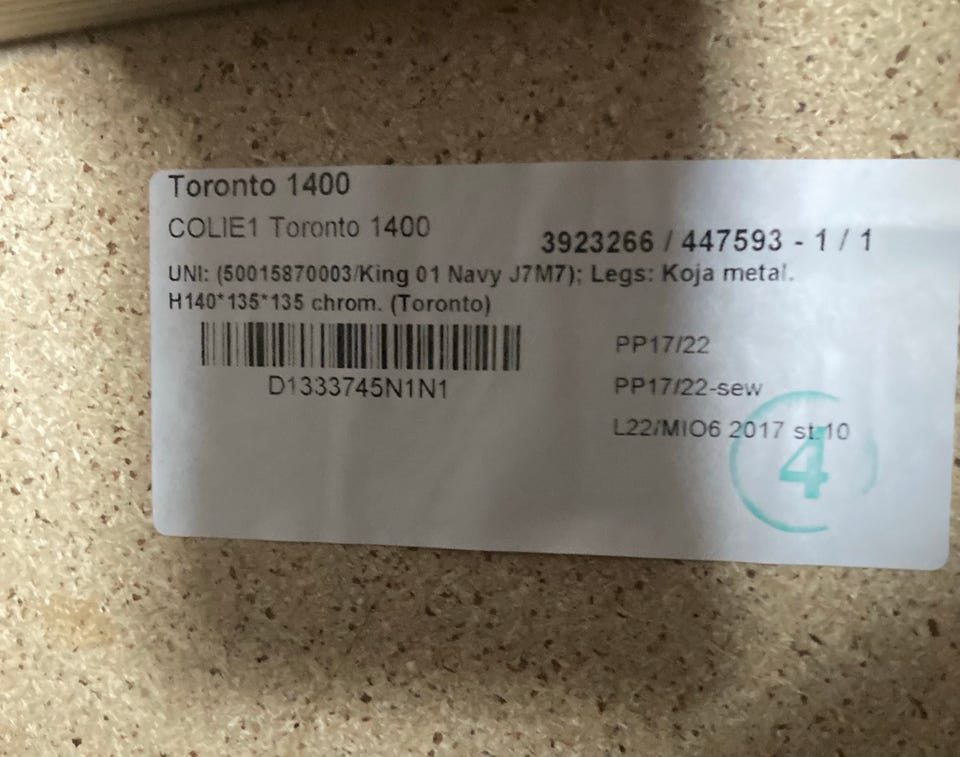 Toronto 1400
COLIE1 Toronto 1400
3923266 / 447593 - 1 / 1
UNI: (50015870003/King 01 Navy J7M7); Legs: Koja metal.
H140*135*135 chrom. (Toronto)
D1333745N1N1
PP17/22
PP17/22-sew
L22/MIO6 2017 st.10
4